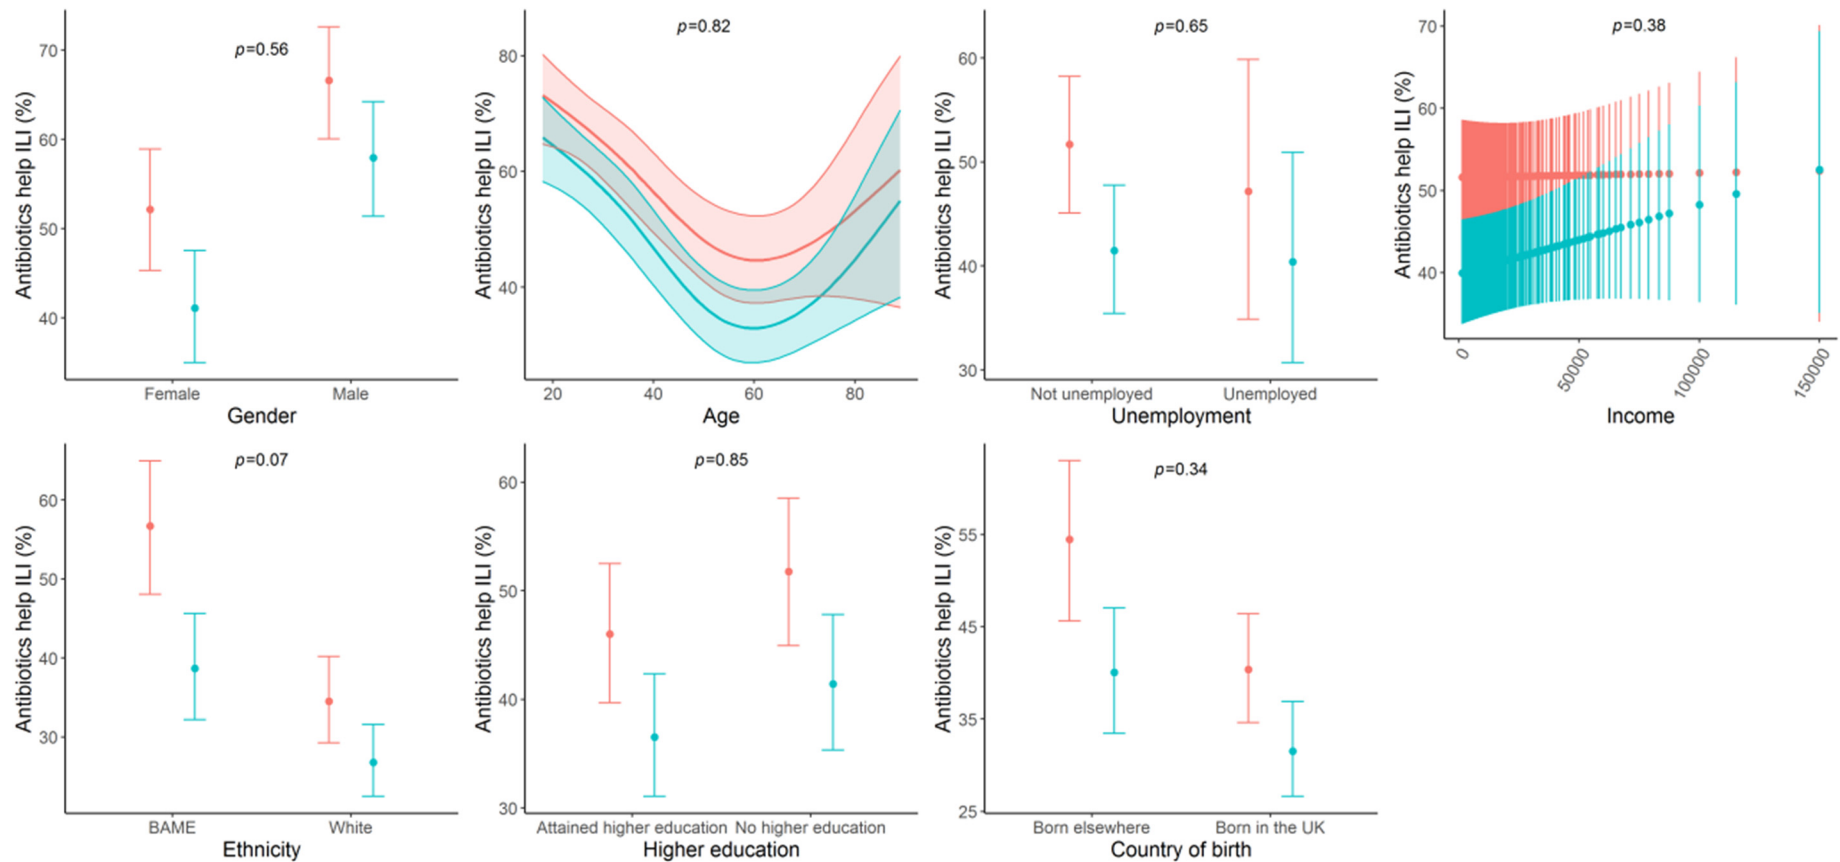 p=0.56
70
60
50
40
Antibiotics help ILI (%)
Female
Male
Gender
p=0.82
80
60
40
Antibiotics help ILI (%)
20
40
60
80
Age
p=0.65
60
50
40
30
Antibiotics help ILI (%)
Not unemployed
Unemployed
Unemployment
p=0.38
70
60
50
40
Antibiotics help ILI (%)
0
50000
100000
150000
Income
p=0.07
60
50
40
30
Antibiotics help ILI (%)
BAME
White
Ethnicity
p=0.85
60
50
40
30
Antibiotics help ILI (%)
Attained higher education
No higher education
Higher education
p=0.34
55
45
35
25
Antibiotics help ILI (%)
Born elsewhere
Born in the UK
Country of birth